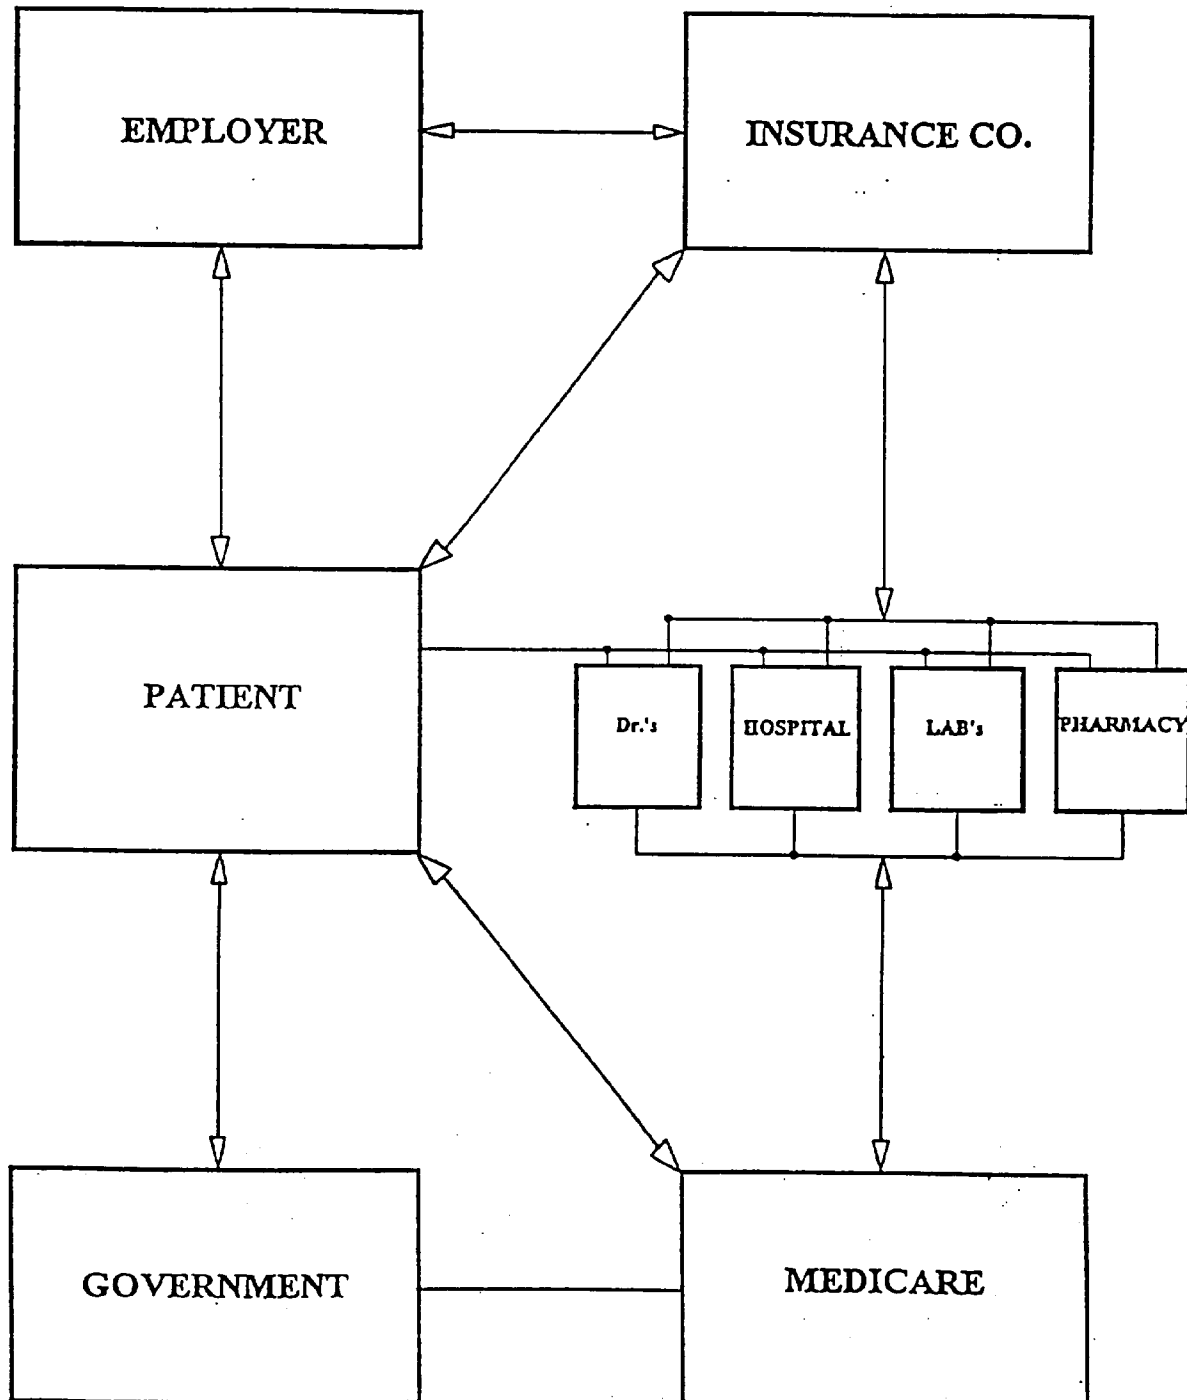 EMPLOYER
INSURANCE CO.
PATIENT
Dr.'s
HOSPITAL
LAB's
PHARMACY
GOVERNMENT
MEDICARE